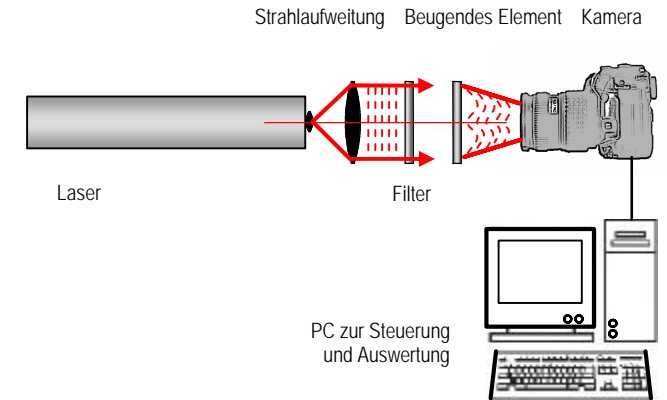 Strahlaufweitung Beugendes Element Kamera
Laser Filter
PC zur Steuerung
und Auswertung